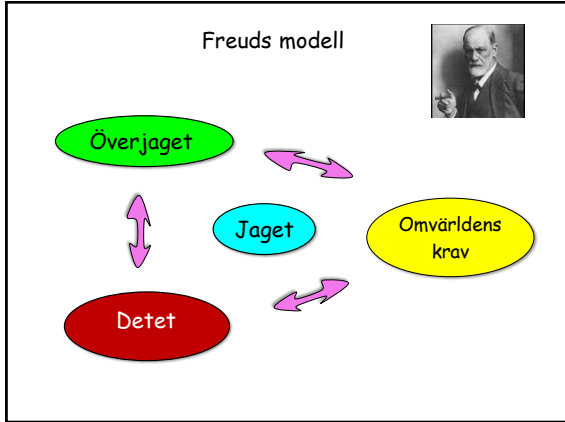 Freuds modell
Överjaget
Jaget
Omvärldens
krav
Detet